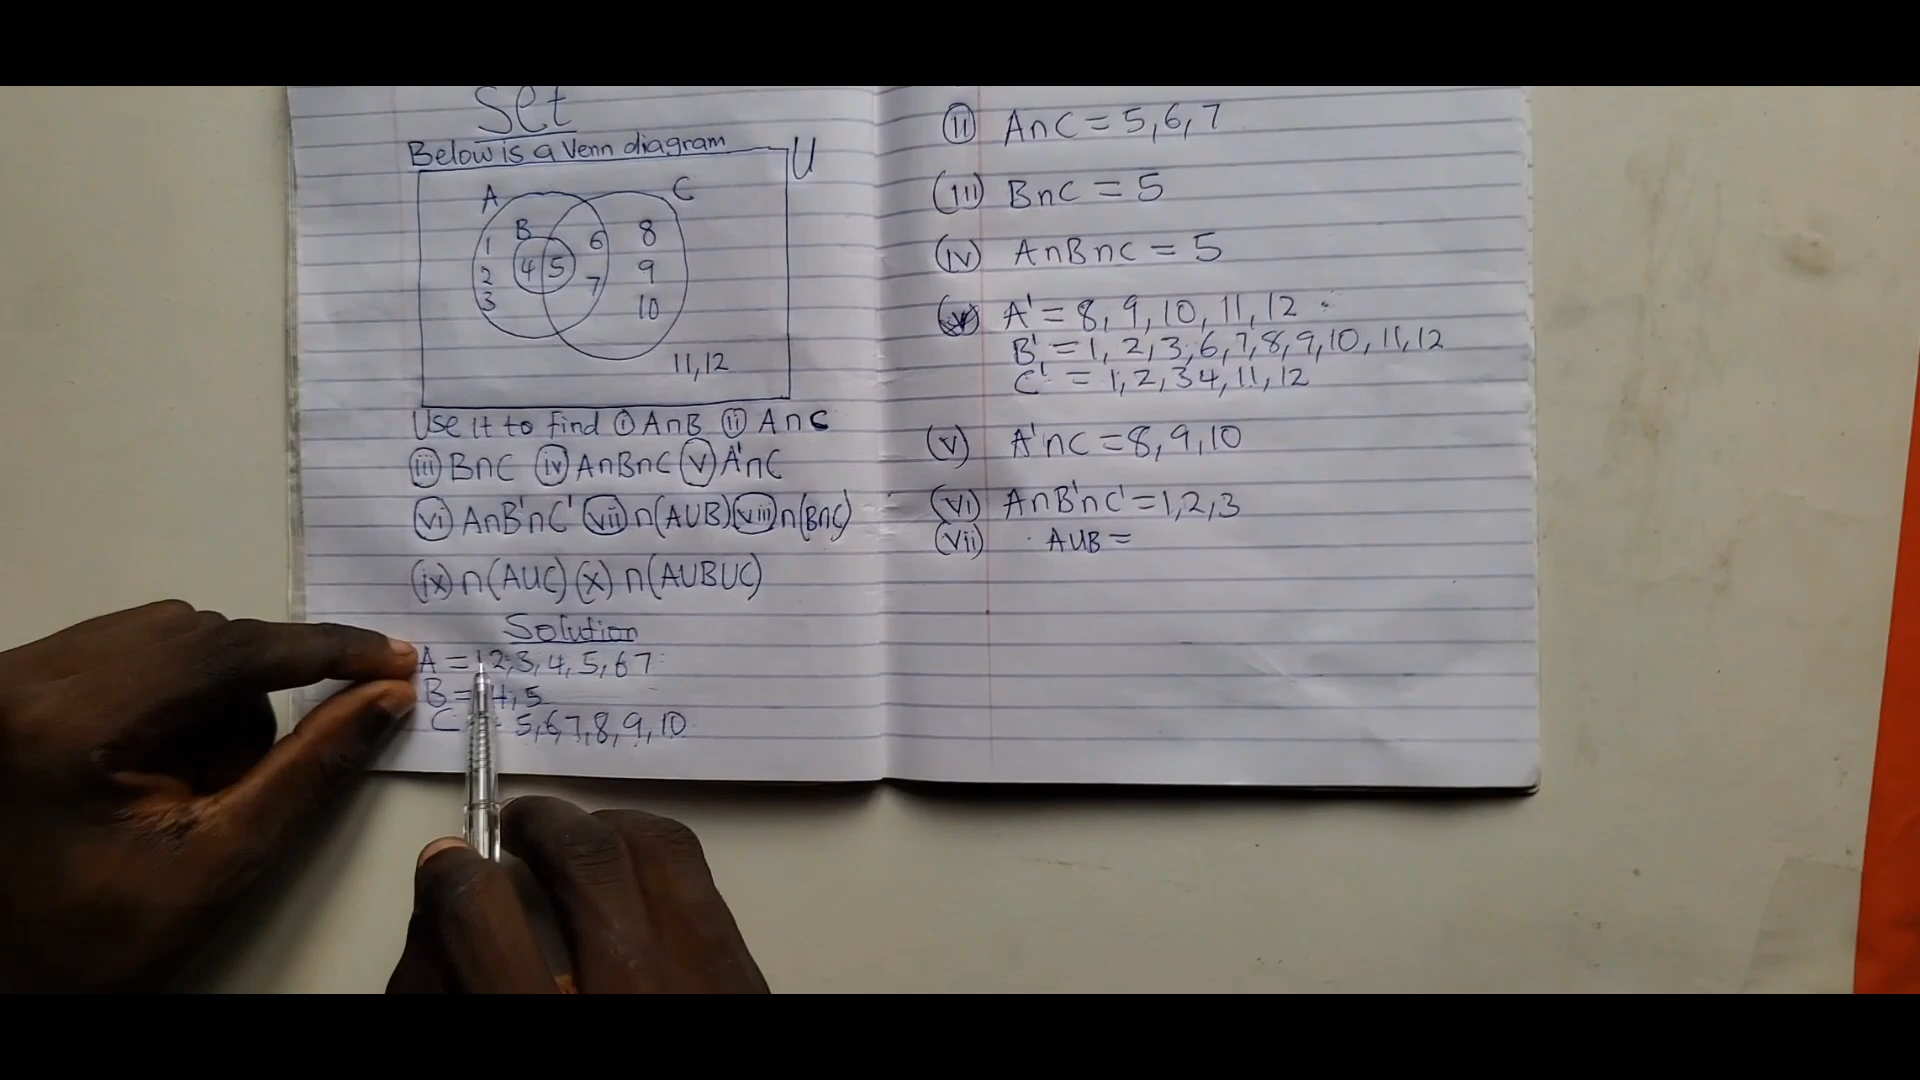 Set
Below is a Venn diagram
U
A
C
B
1
6
8
4
5
2
7
9
3
10
11,12
Use it to find (i) A∩B (ii) A∩C
(iii) B∩C (iv) A∩B∩C (v) A'∩C
(vi) A∩B'∩C' (vii) n(AUB) (viii) n(B∩C)
(ix) n(AUC) (x) n(AUBUC)
Solution
A = 1 2,3,4,5,6 7
B = 4,5
C = 5,6,7,8,9,10
(ii) A∩C = 5,6,7
(iii) B∩C = 5
(iv) A∩B∩C = 5
A' = 8, 9, 10, 11, 12
B' = 1, 2, 3, 6, 7, 8, 9, 10, 11, 12
C' = 1, 2, 3 4, 11, 12
(v) A'∩C = 8, 9, 10
(vi) A∩B'∩C' = 1,2,3
(vii) AUB =